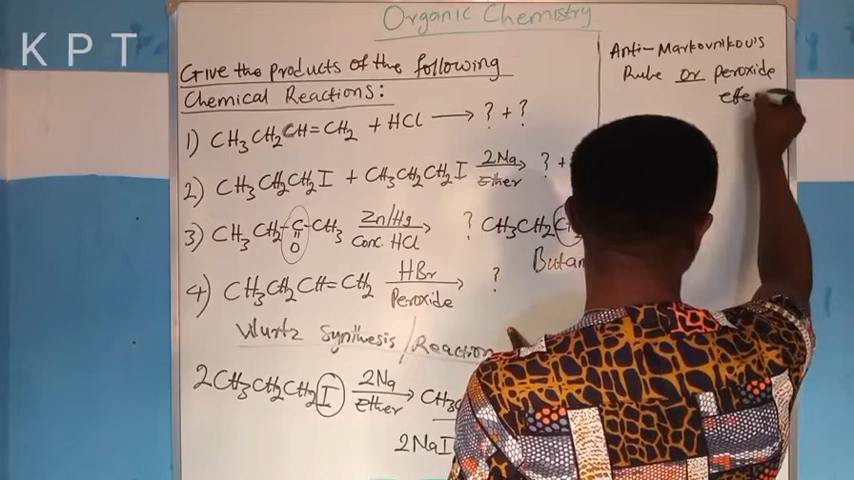 KPT
Organic Chemistry
Give the products of the following
Chemical Reactions:
1) CH3CH2CH=CH2 + HCl → ? + ?
2) CH3CH2CH2I + CH3CH2CH2I 2Na Ether → ? +
3) CH3CH2-C-CH3 Zn/Hg Conc. HCl → ? CH3CH2
O
4) CH3CH2CH=CH2 HBr Peroxide → ?
Wurtz Synthesis/Reaction
2CH3CH2CH2I 2Na Ether → CH3
2NaI
Anti-Markovnikov's
Rule or Peroxide